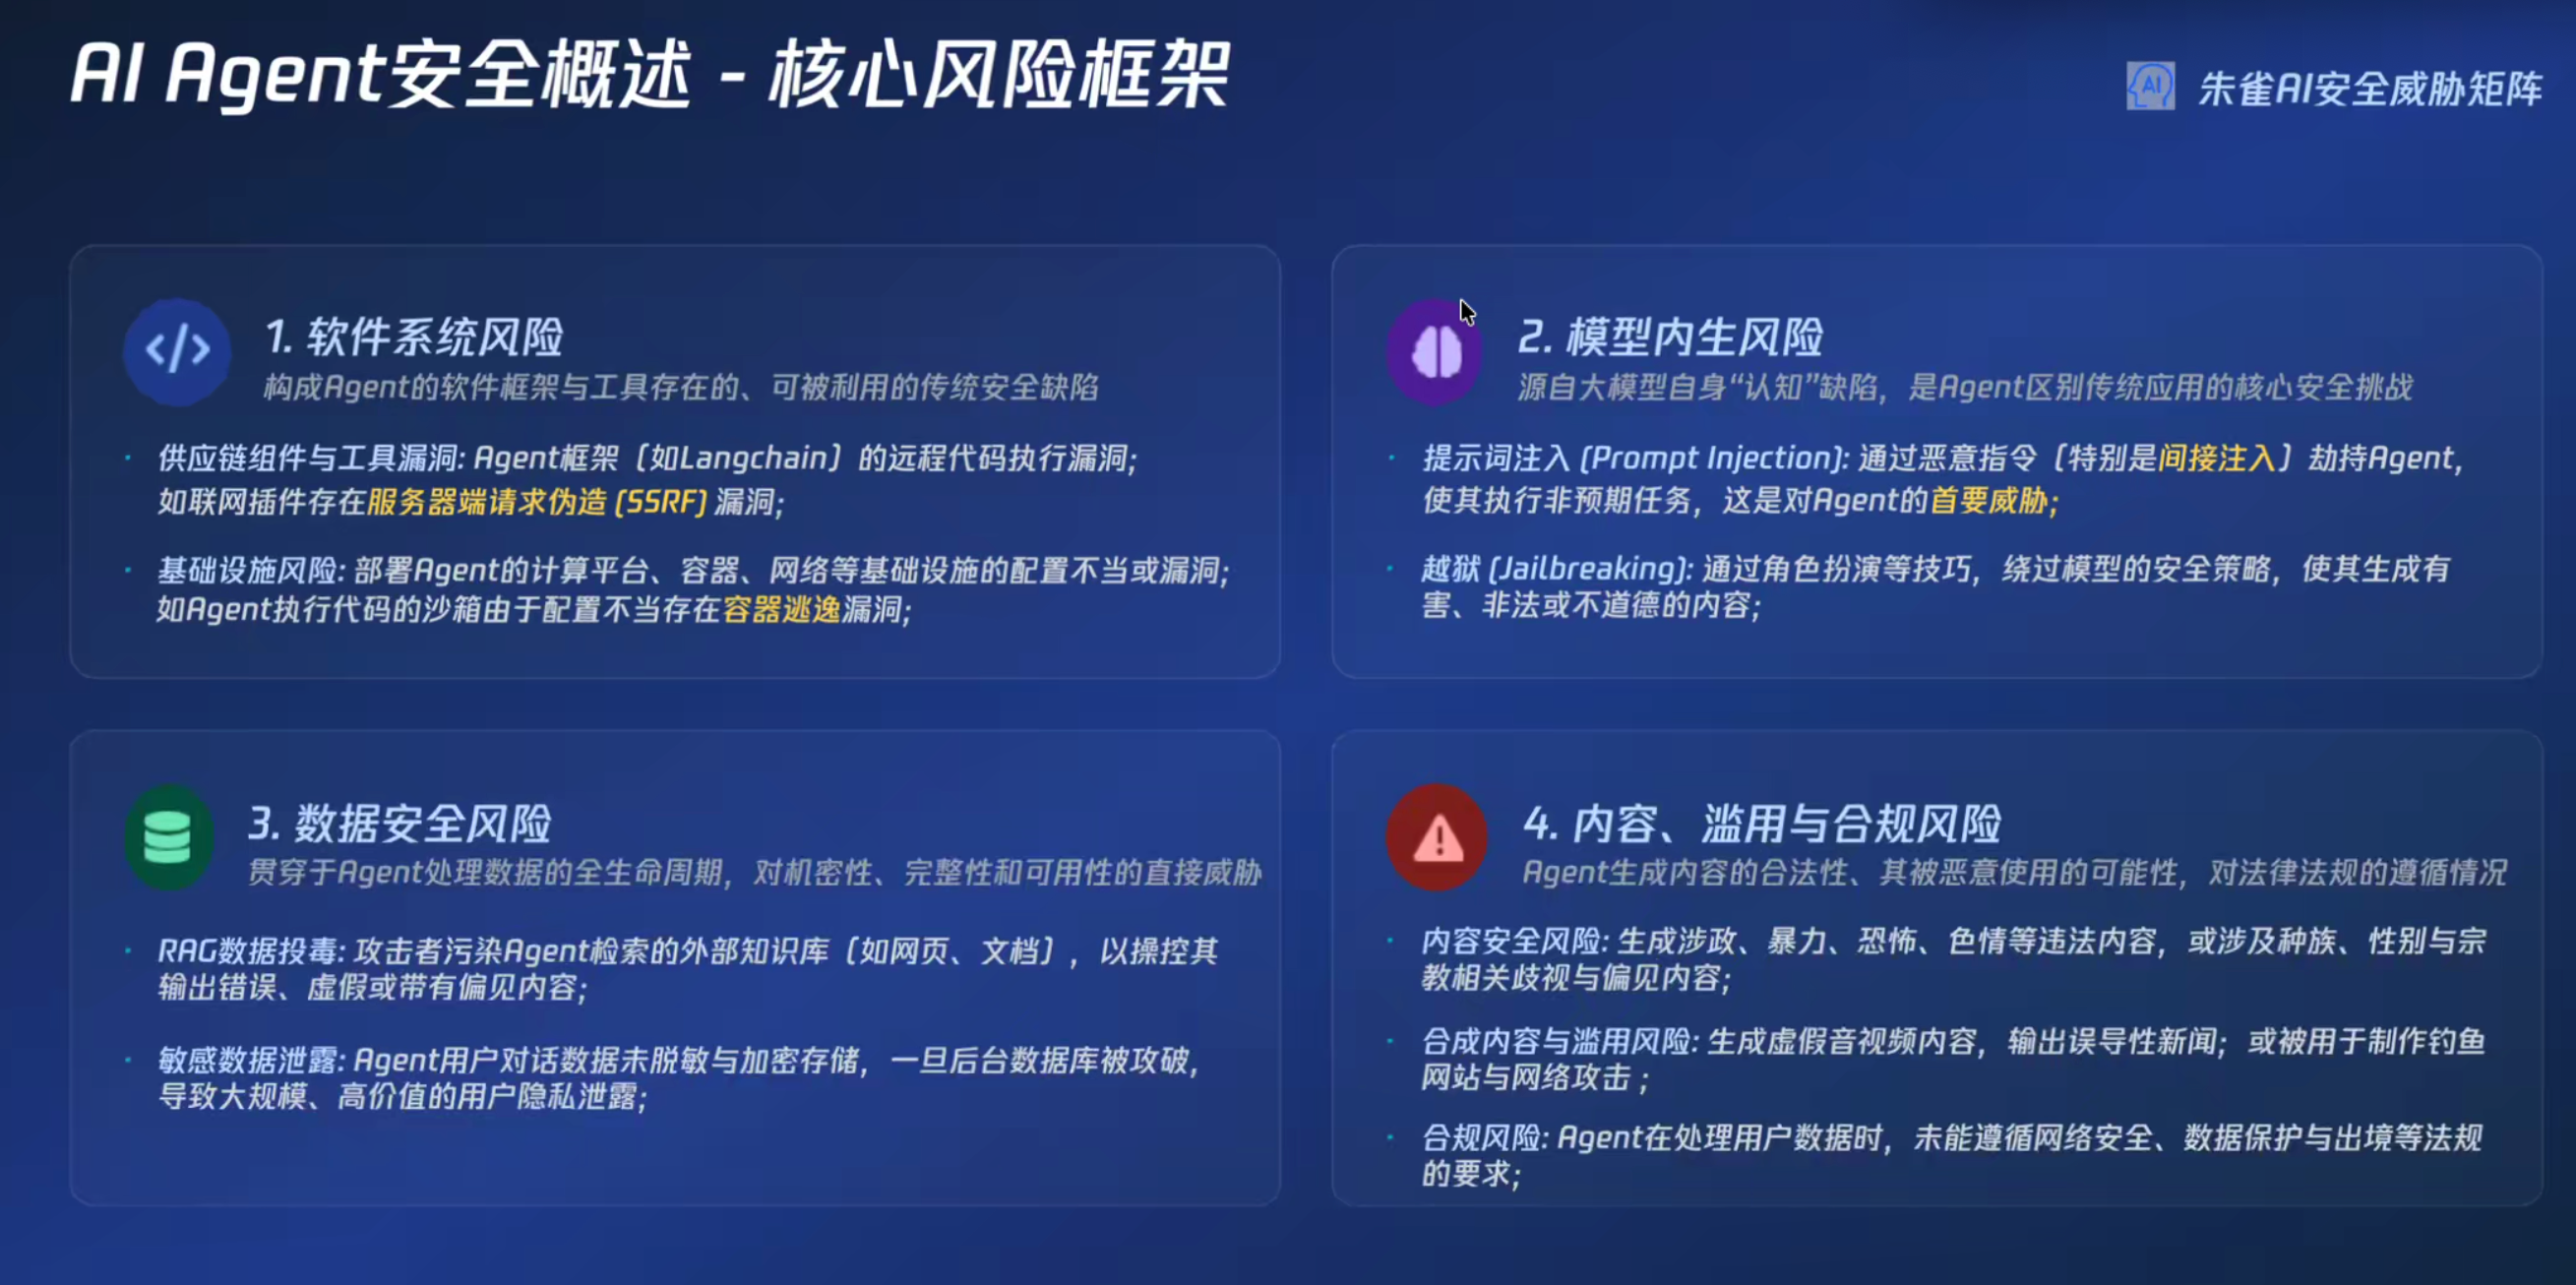 AI Agent安全概述 - 核心风险框架
朱雀AI安全威胁矩阵
1. 软件系统风险
构成Agent的软件框架与工具存在的、可被利用的传统安全缺陷
· 供应链组件与工具漏洞: Agent框架（如Langchain）的远程代码执行漏洞;
如联网插件存在服务器端请求伪造 (SSRF) 漏洞;
· 基础设施风险: 部署Agent的计算平台、容器、网络等基础设施的配置不当或漏洞;
如Agent执行代码的沙箱由于配置不当存在容器逃逸漏洞;
2. 模型内生风险
源自大模型自身“认知”缺陷，是Agent区别传统应用的核心安全挑战
· 提示词注入 (Prompt Injection): 通过恶意指令（特别是间接注入）劫持Agent,
使其执行非预期任务，这是对Agent的首要威胁;
· 越狱 (Jailbreaking): 通过角色扮演等技巧，绕过模型的安全策略，使其生成有
害、非法或不道德的内容;
3. 数据安全风险
贯穿于Agent处理数据的全生命周期，对机密性、完整性和可用性的直接威胁
· RAG数据投毒: 攻击者污染Agent检索的外部知识库（如网页、文档），以操控其
输出错误、虚假或带有偏见内容;
· 敏感数据泄露: Agent用户对话数据未脱敏与加密存储，一旦后台数据库被攻破，
导致大规模、高价值的用户隐私泄露;
4. 内容、滥用与合规风险
Agent生成内容的合法性、其被恶意使用的可能性，对法律法规的遵循情况
· 内容安全风险: 生成涉政、暴力、恐怖、色情等违法内容，或涉及种族、性别与宗
教相关歧视与偏见内容;
· 合成内容与滥用风险: 生成虚假音视频内容，输出误导性新闻；或被用于制作钓鱼
网站与网络攻击 ;
· 合规风险: Agent在处理用户数据时，未能遵循网络安全、数据保护与出境等法规
的要求;